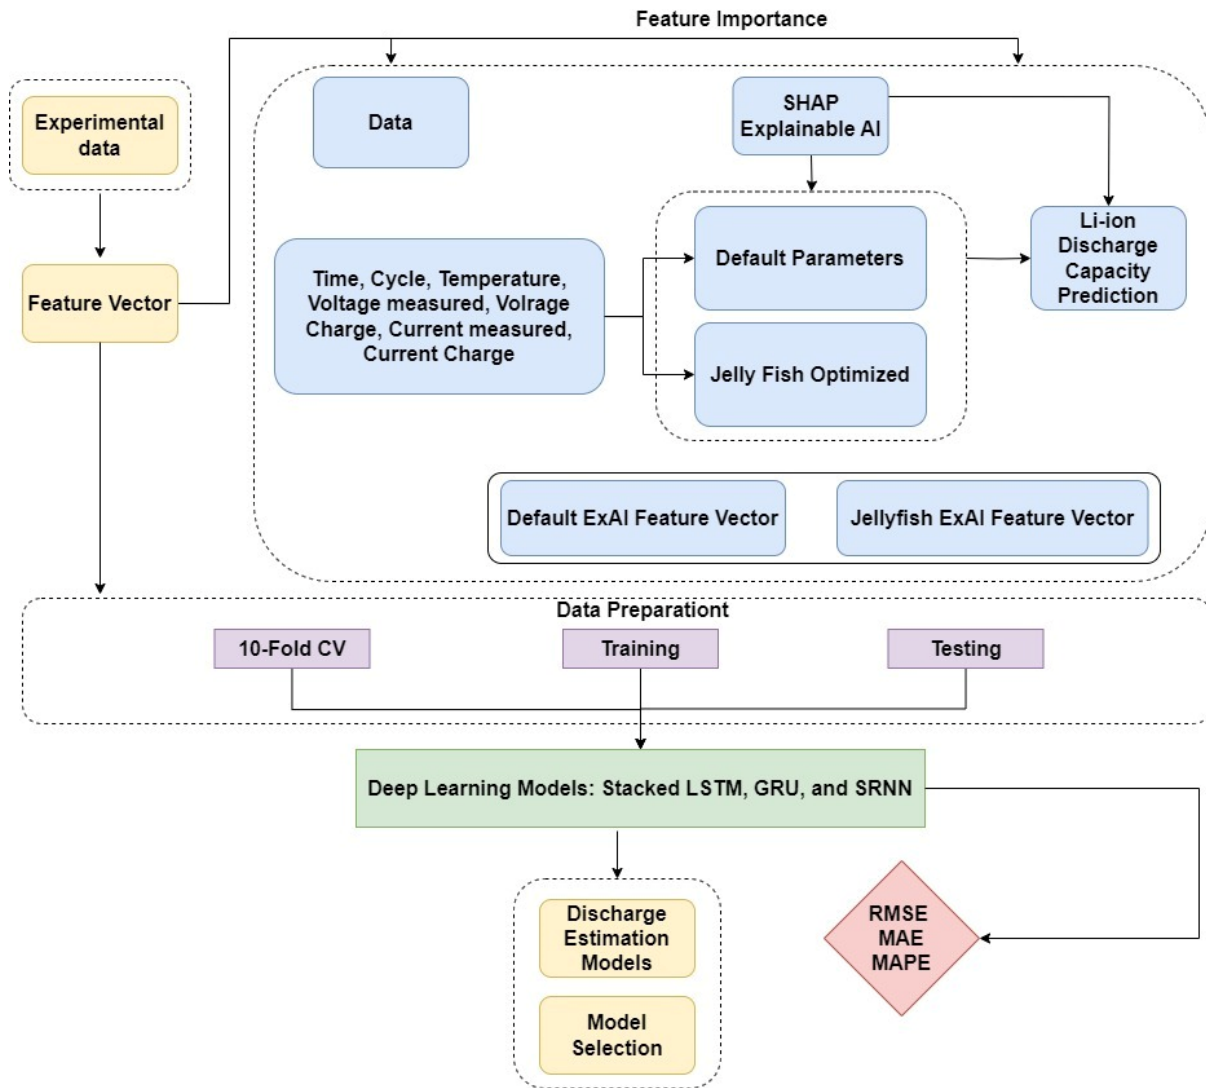 Feature Importance
Experimental
data
Data
SHAP
Explainable AI
Feature Vector
Time, Cycle, Temperature,
Voltage measured, Volrage
Charge, Current measured,
Current Charge
Default Parameters
Jelly Fish Optimized
Li-ion
Discharge
Capacity
Prediction
Default ExAI Feature Vector
Jellyfish ExAI Feature Vector
Data Preparationt
10-Fold CV
Training
Testing
Deep Learning Models: Stacked LSTM, GRU, and SRNN
Discharge
Estimation
Models
Model
Selection
RMSE
MAE
MAPE